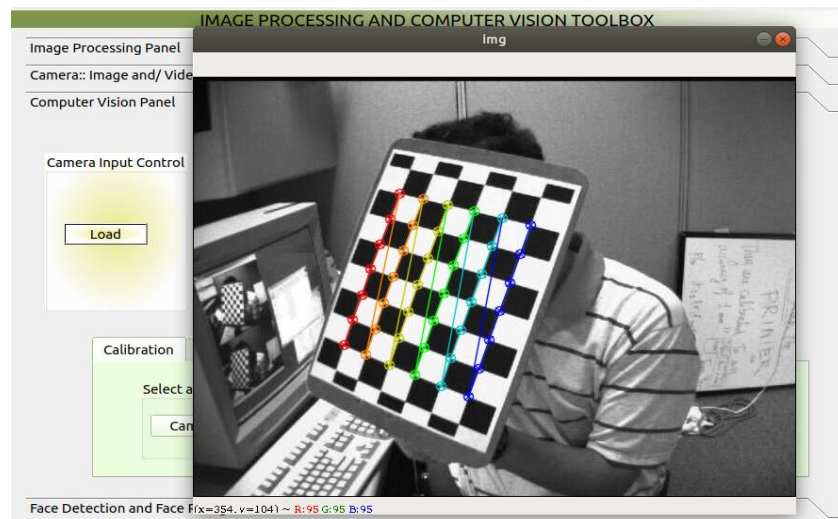 IMAGE PROCESSING AND COMPUTER VISION TOOLBOX
img
Image Processing Panel
Camera:: Image and/ Vide
Computer Vision Panel
Camera Input Control
Load
PRINTER
Calibration
Select a
Can
Face Detection and Face R
(x=354, y=104) ~ R:95 G:95 B:95